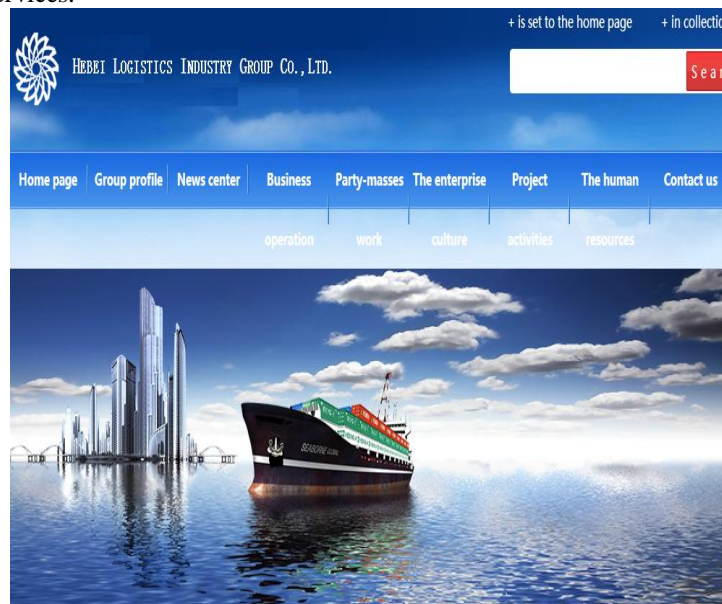 + is set to the home page + in collectio
HEBEI LOGISTICS INDUSTRY GROUP CO.,LTD.
Sear
Home page Group profile News center Business Party-masses The enterprise Project The human Contact us
operation work culture activities resources
SEABORNE